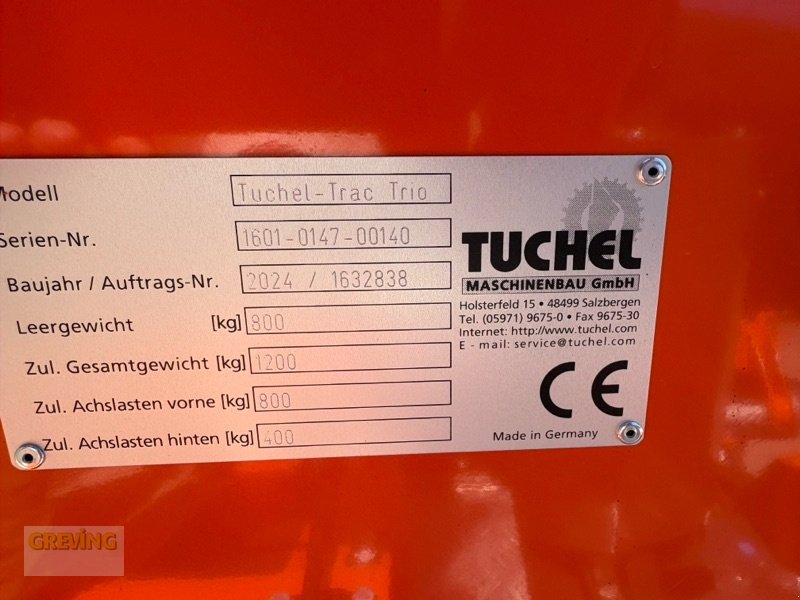 Modell Tuchel-Trac Trio
Serien-Nr. 1601-0147-00140
Baujahr / Auftrags-Nr. 2024 / 1632838
Leergewicht [kg] 800
Zul. Gesamtgewicht [kg] 1200
Zul. Achslasten vorne [kg] 800
Zul. Achslasten hinten [kg] 400
TUCHEL
MASCHINENBAU GmbH
Holsterfeld 15 • 48499 Salzbergen
Tel. (05971) 9675-0 • Fax 9675-30
Internet: http://www.tuchel.com
E - mail: service@tuchel.com
CE
Made in Germany
GREVING